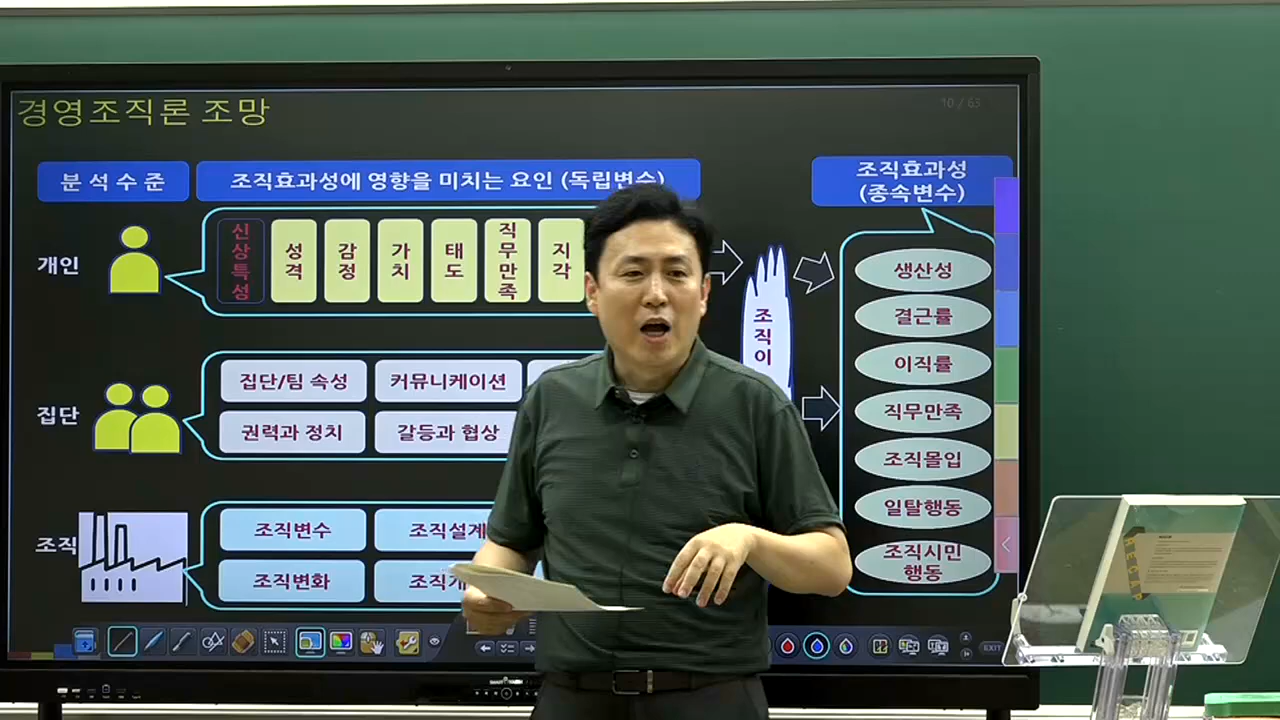 경영조직론 조망
10 / 63
분석수준
조직효과성에 영향을 미치는 요인 (독립변수)
조직효과성
(종속변수)
개인
신상특성
성격
감정
가치
태도
직무만족
지각
조직이
집단
집단/팀 속성
커뮤니케이션
권력과 정치
갈등과 협상
조직
조직변수
조직설계
조직변화
조직개
생산성
결근률
이직률
직무만족
조직몰입
일탈행동
조직시민
행동
EXIT